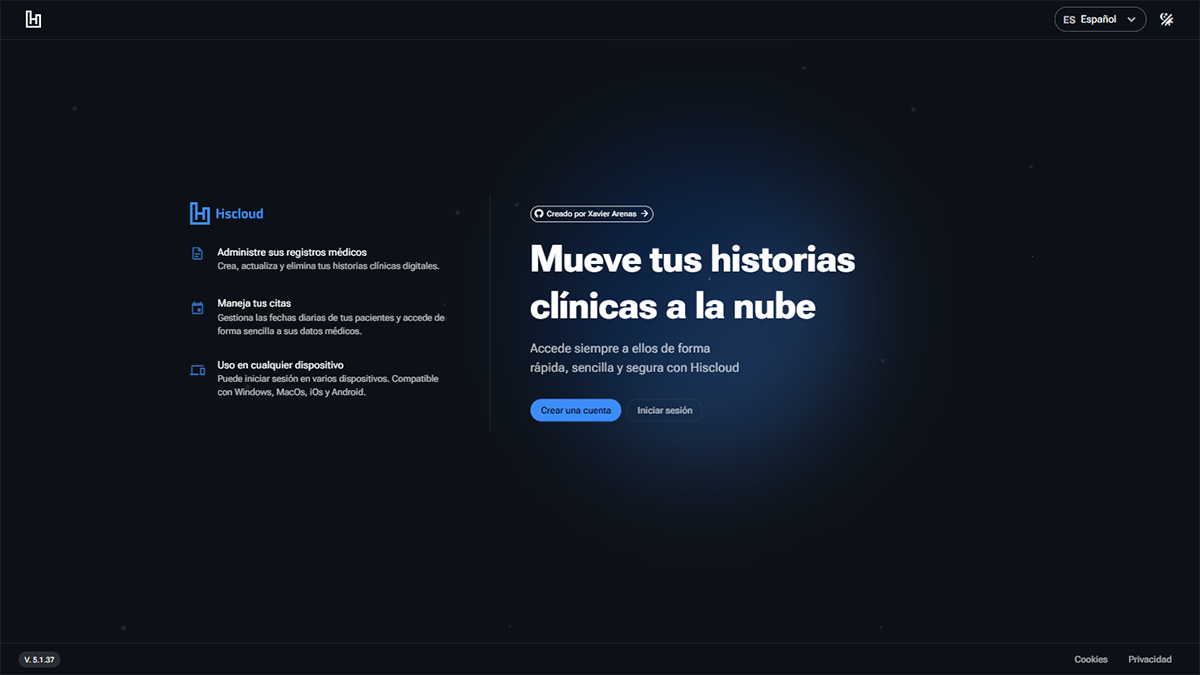 ES Español
Hiscloud
Administre sus registros médicos
Crea, actualiza y elimina tus historias clínicas digitales.
Maneja tus citas
Gestiona las fechas diarias de tus pacientes y accede de
forma sencilla a sus datos médicos.
Uso en cualquier dispositivo
Puede iniciar sesión en varios dispositivos. Compatible
con Windows, MacOs, iOs y Android.
Creado por Xavier Arenas
Mueve tus historias
clínicas a la nube
Accede siempre a ellos de forma
rápida, sencilla y segura con Hiscloud
Crear una cuenta
Iniciar sesión
V. 5.1.37
Cookies
Privacidad